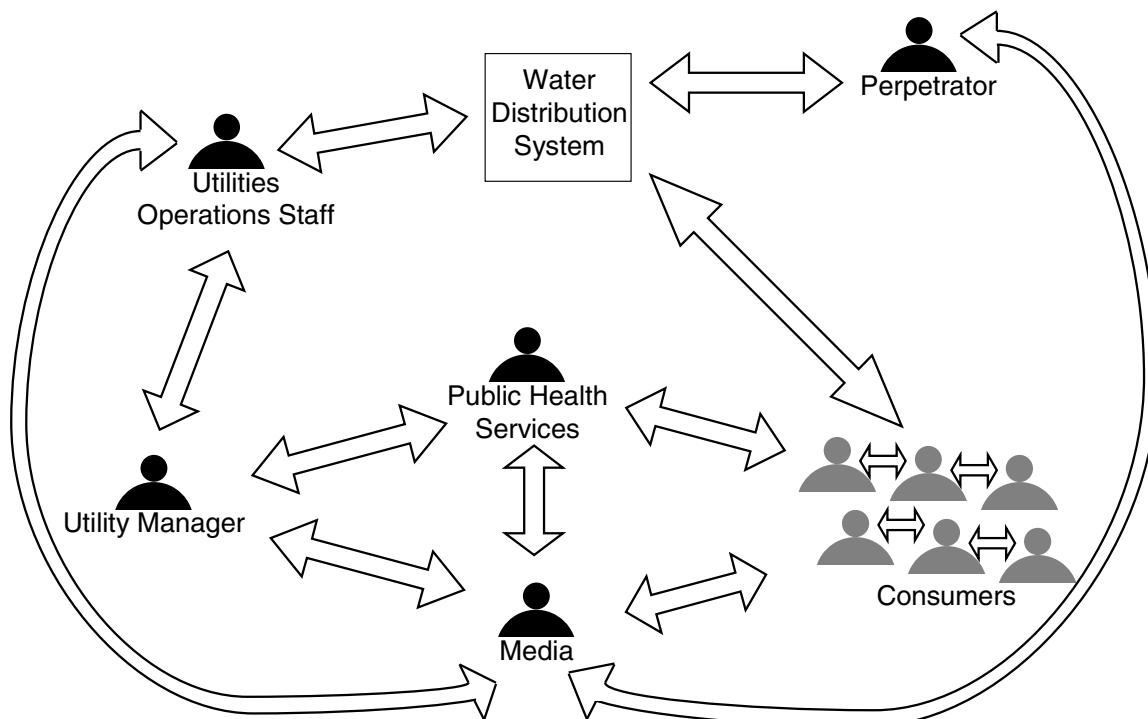 Water
Distribution
System
Perpetrator
Utilities
Operations Staff
Public Health
Services
Utility Manager
Consumers
Media